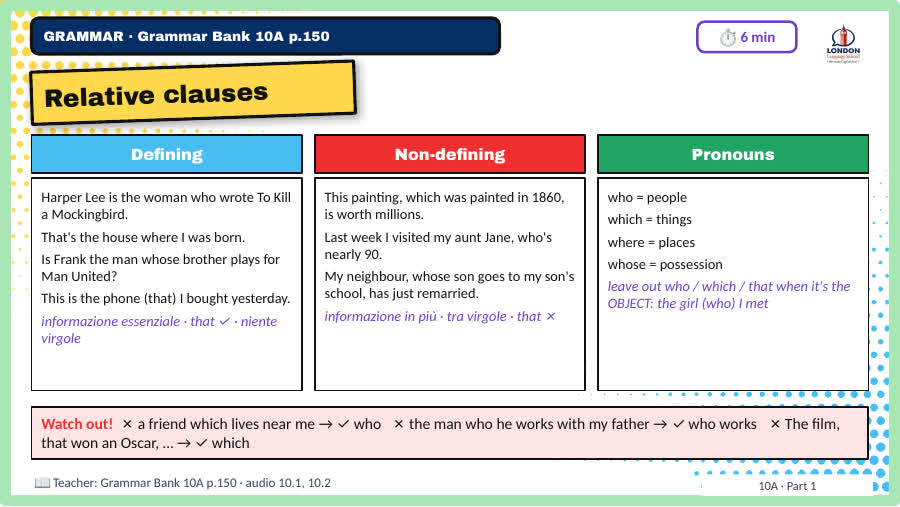 GRAMMAR · Grammar Bank 10A p.150
⏱ 6 min
LONDON
Language School
Relative clauses
Defining
Harper Lee is the woman who wrote To Kill
a Mockingbird.
That's the house where I was born.
Is Frank the man whose brother plays for
Man United?
This is the phone (that) I bought yesterday.
informazione essenziale · that ✓ · niente
virgole
Non-defining
This painting, which was painted in 1860,
is worth millions.
Last week I visited my aunt Jane, who's
nearly 90.
My neighbour, whose son goes to my son's
school, has just remarried.
informazione in più · tra virgole · that ✕
Pronouns
who = people
which = things
where = places
whose = possession
leave out who / which / that when it's the
OBJECT: the girl (who) I met
Watch out! ✕ a friend which lives near me → ✓ who ✕ the man who he works with my father → ✓ who works ✕ The film,
that won an Oscar, ... → ✓ which
📖 Teacher: Grammar Bank 10A p.150 · audio 10.1, 10.2
10A · Part 1